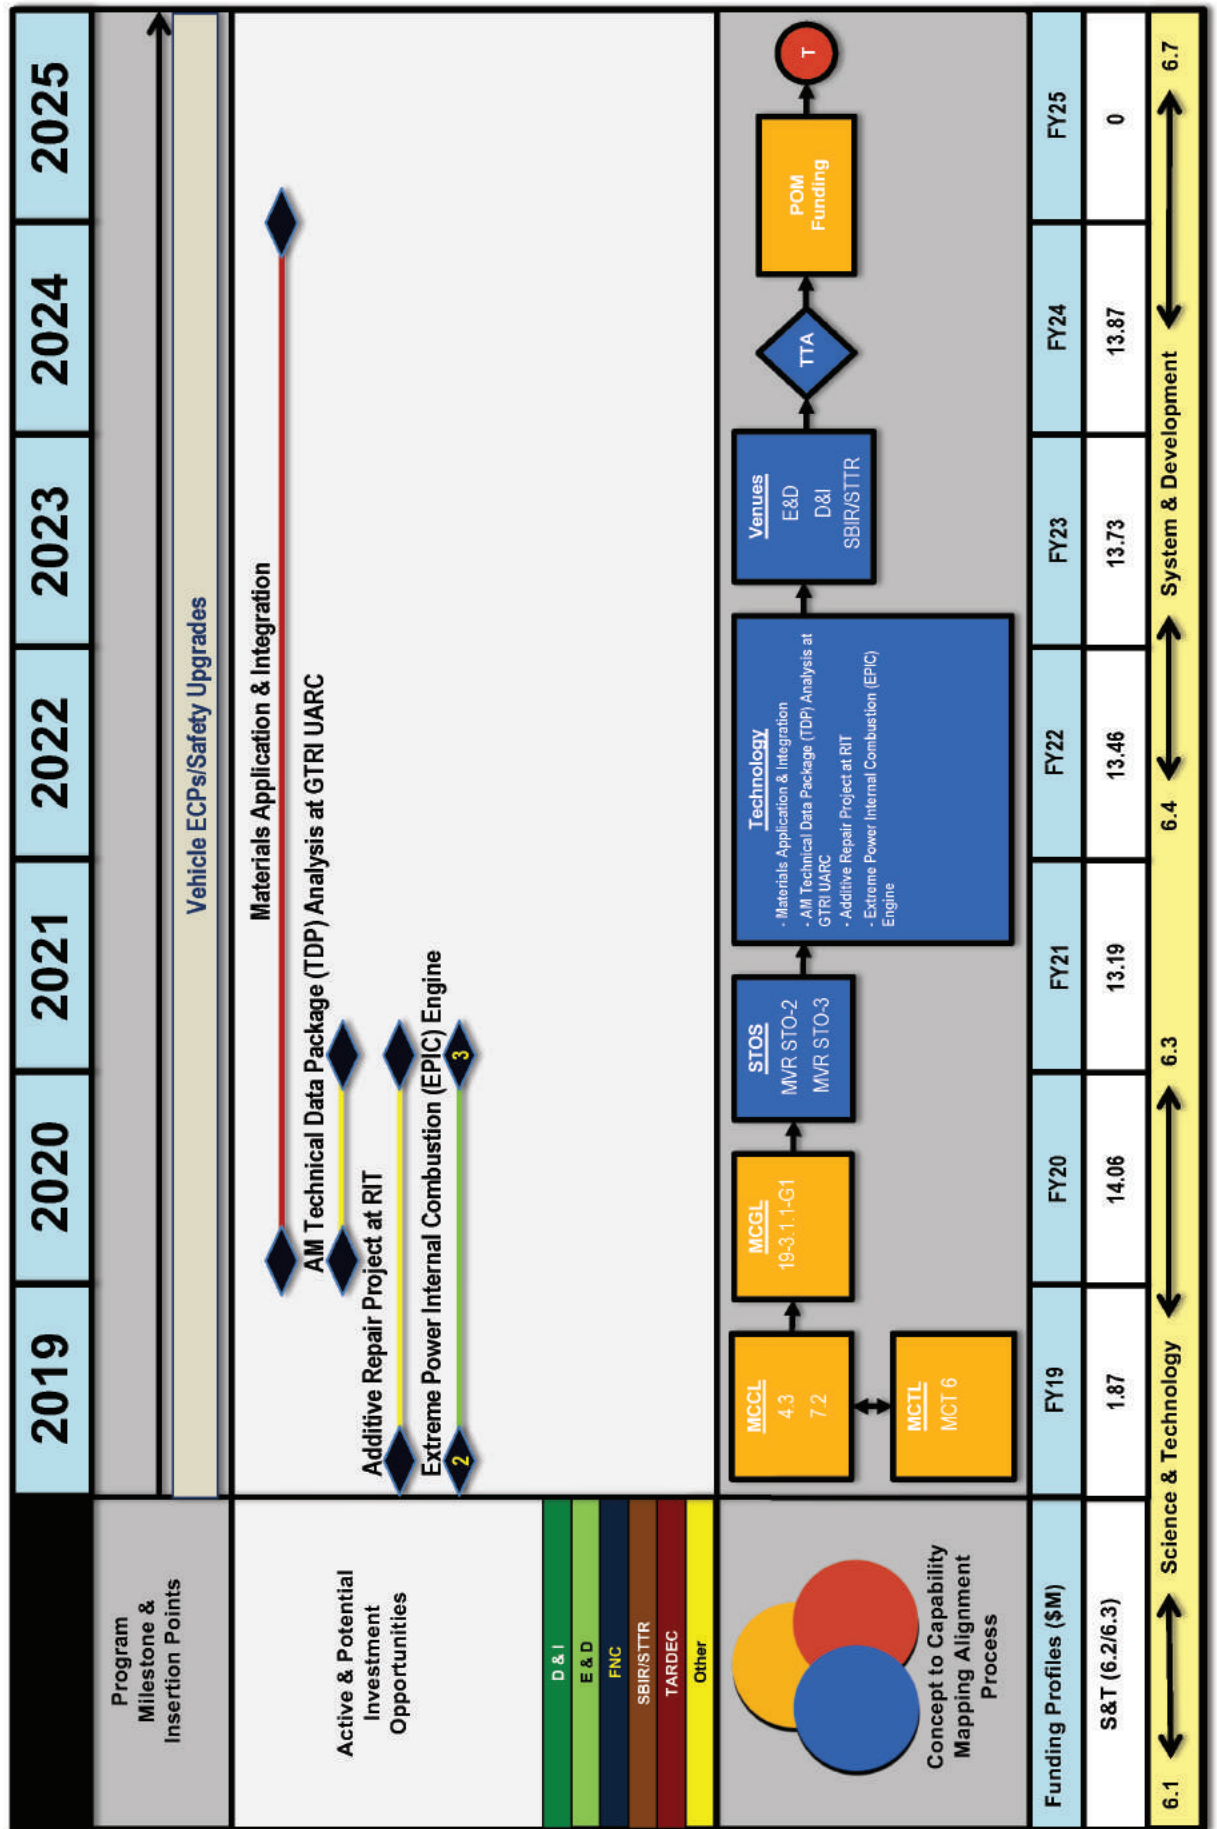 2019
2020
2021
2022
2023
2024
2025
Program
Milestone &
Insertion Points
Vehicle ECPs/Safety Upgrades
Active & Potential
Investment
Opportunities
D & I
E & D
FNC
SBIR/STTR
TARDEC
Other
Materials Application & Integration
AM Technical Data Package (TDP) Analysis at GTRI UARC
Additive Repair Project at RIT
Extreme Power Internal Combustion (EPIC) Engine
2
3
Concept to Capability
Mapping Alignment
Process
MCCL
4.3
7.2
MCTL
MCT 6
MCGL
19-3.1.1-G1
STOS
MVR STO-2
MVR STO-3
Technology
- Materials Application & Integration
- AM Technical Data Package (TDP) Analysis at
GTRI UARC
- Additive Repair Project at RIT
- Extreme Power Internal Combustion (EPIC)
Engine
Venues
E&D
D&I
SBIR/STTR
TTA
POM
Funding
T
Funding Profiles ($M)
FY19
FY20
FY21
FY22
FY23
FY24
FY25
S&T (6.2/6.3)
1.87
14.06
13.19
13.46
13.73
13.87
0
6.1
Science & Technology
6.3
6.4
System & Development
6.7